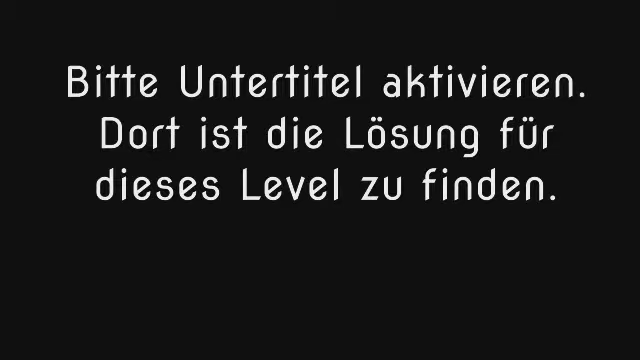 Bitte Untertitel aktivieren.
Dort ist die Lösung für
dieses Level zu finden.